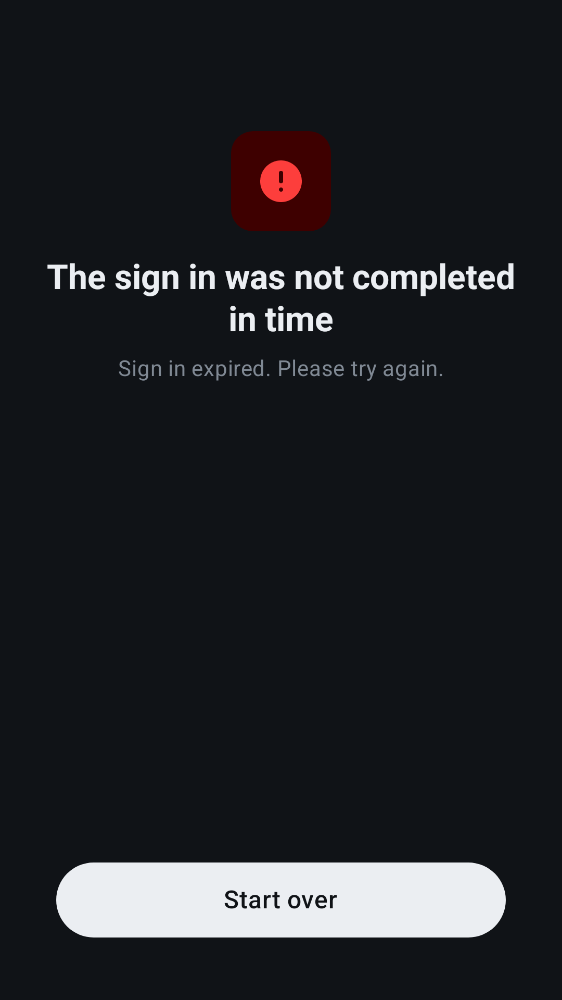 The sign in was not completed
in time
Sign in expired. Please try again.
Start over